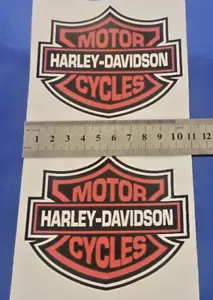 MOTOR
HARLEY-DAVIDSON
CYCLES
1 2 3 4 5 6 7 8 9 10 11 12
MOTOR
HARLEY-DAVIDSON
CYCLES